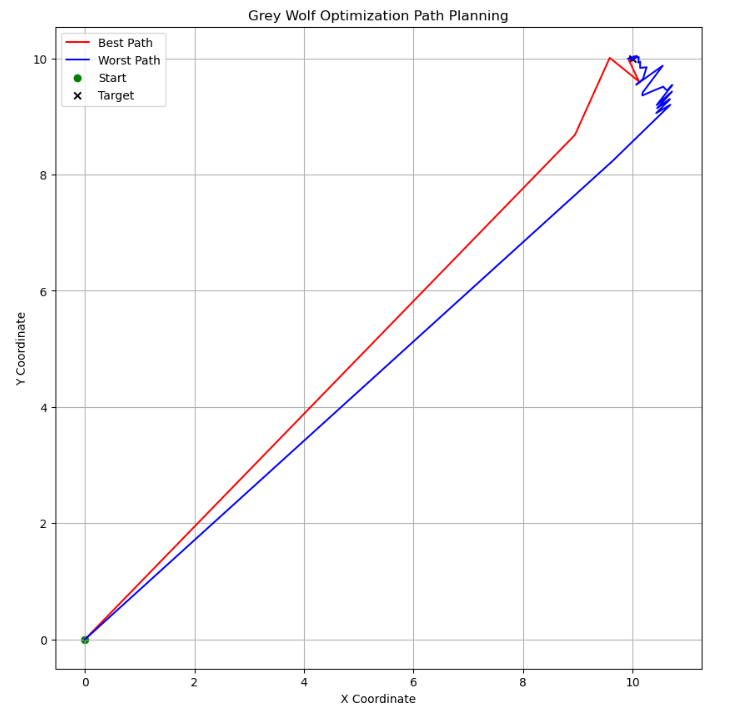 Grey Wolf Optimization Path Planning
Best Path
Worst Path
Start
Target
10
8
6
4
2
0
Y Coordinate
0 2 4 6 8 10
X Coordinate